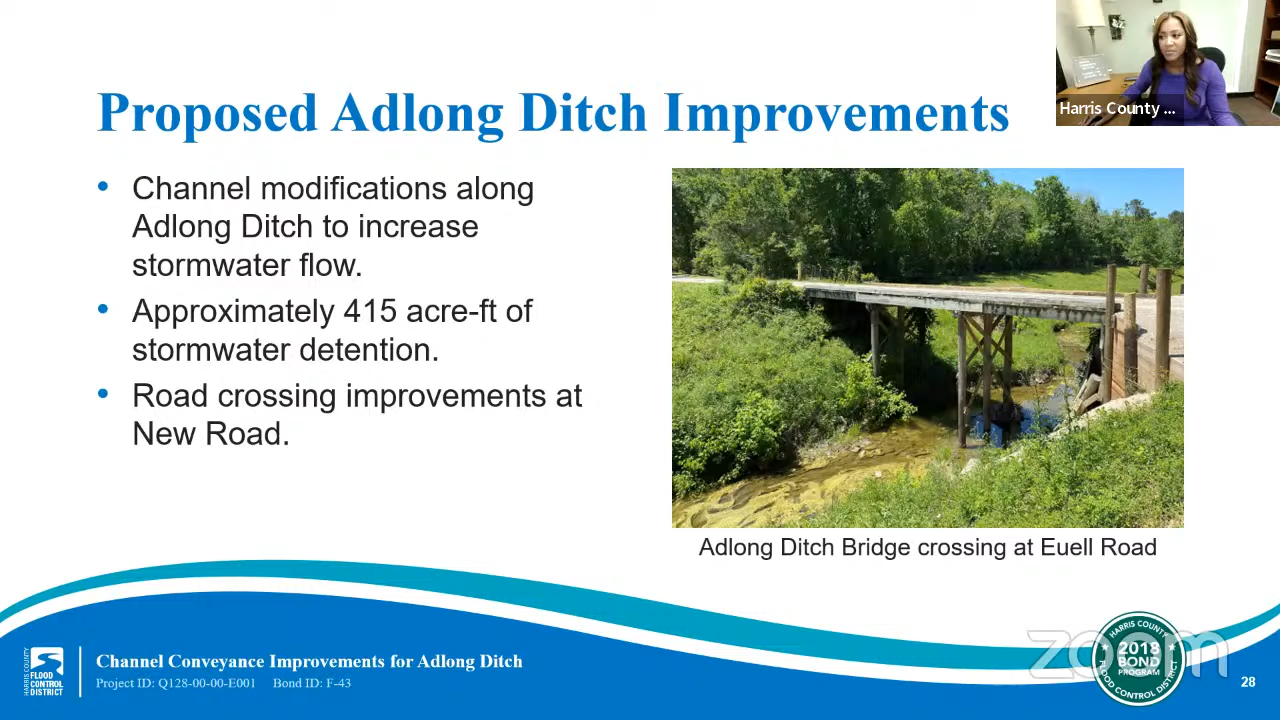 Proposed Adlong Ditch Improvements
Harris County ...
• Channel modifications along
Adlong Ditch to increase
stormwater flow.
• Approximately 415 acre-ft of
stormwater detention.
• Road crossing improvements at
New Road.
Adlong Ditch Bridge crossing at Euell Road
HARRIS COUNTY
FLOOD
CONTROL
DISTRICT
Channel Conveyance Improvements for Adlong Ditch
Project ID: Q128-00-00-E001 Bond ID: F-43
zoom
HARRIS COUNTY
2018
BOND
PROGRAM
FLOOD CONTROL DISTRICT
28